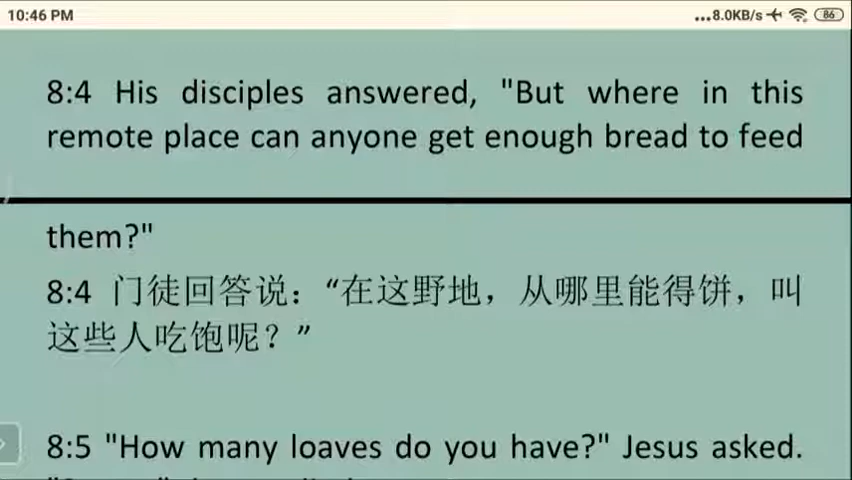 10:46 PM ...8.0KB/s 86
8:4 His disciples answered, "But where in this
remote place can anyone get enough bread to feed
them?"
8:4 门徒回答说：“在这野地，从哪里能得饼，叫
这些人吃饱呢？”
8:5 "How many loaves do you have?" Jesus asked.